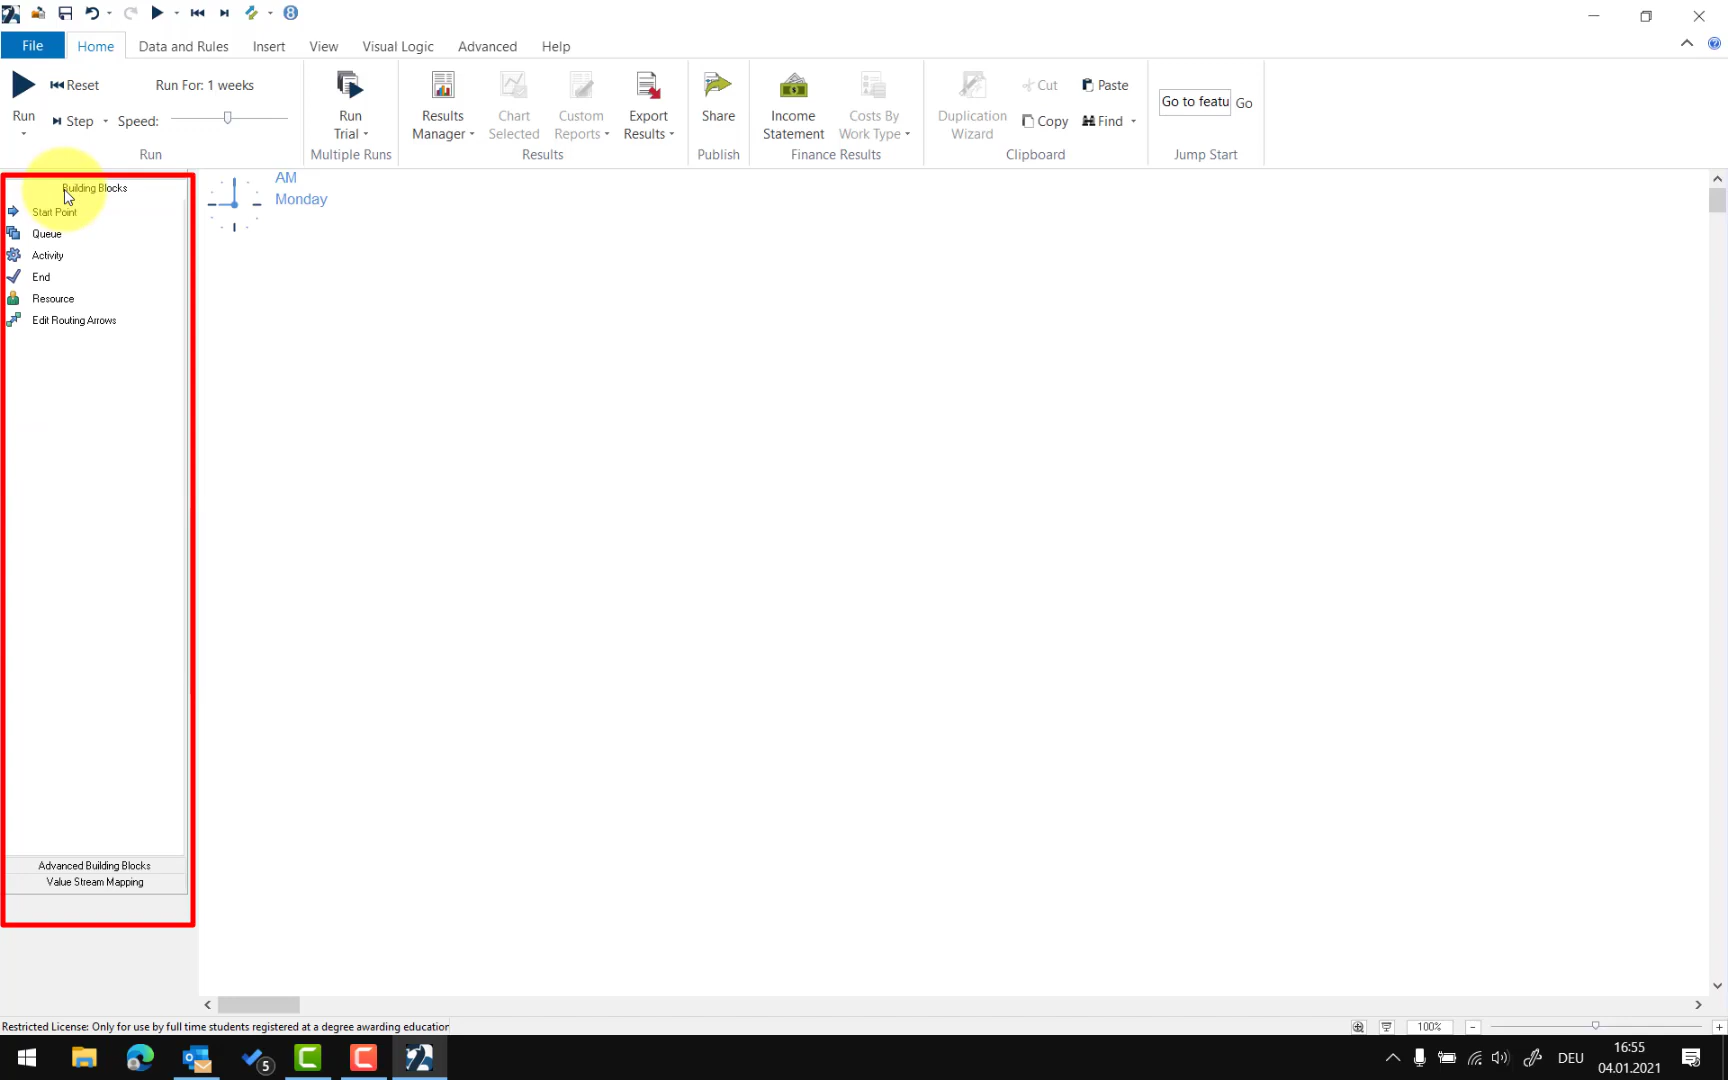 File Home Data and Rules Insert View Visual Logic Advanced Help
Run
Reset
Run For: 1 weeks
Step
Speed:
Run
Run
Trial
Multiple Runs
Results
Manager
Chart
Selected
Custom
Reports
Export
Results
Results
Share
Publish
Income
Statement
Costs By
Work Type
Finance Results
Duplication
Wizard
Cut
Copy
Paste
Find
Clipboard
Go to featu Go
Jump Start
Building Blocks
Start Point
Queue
Activity
End
Resource
Edit Routing Arrows
Advanced Building Blocks
Value Stream Mapping
AM
Monday
Restricted License: Only for use by full time students registered at a degree awarding education
100%
5
DEU
16:55
04.01.2021